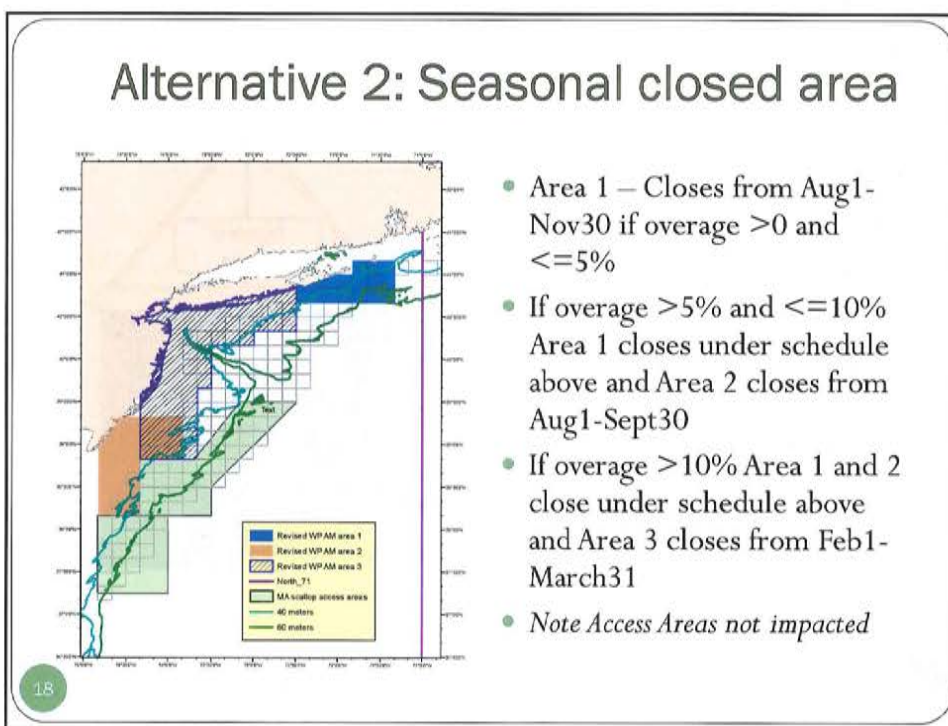 Alternative 2: Seasonal closed area
• Area 1 – Closes from Aug1-
Nov30 if overage >0 and
<=5%
• If overage >5% and <=10%
Area 1 closes under schedule
above and Area 2 closes from
Aug1-Sept30
• If overage >10% Area 1 and 2
close under schedule above
and Area 3 closes from Feb1-
March31
• Note Access Areas not impacted
Text
Revised WP AM area 1
Revised WP AM area 2
Revised WP AM area 3
North_71
MA scallop access areas
40 meters
60 meters
18